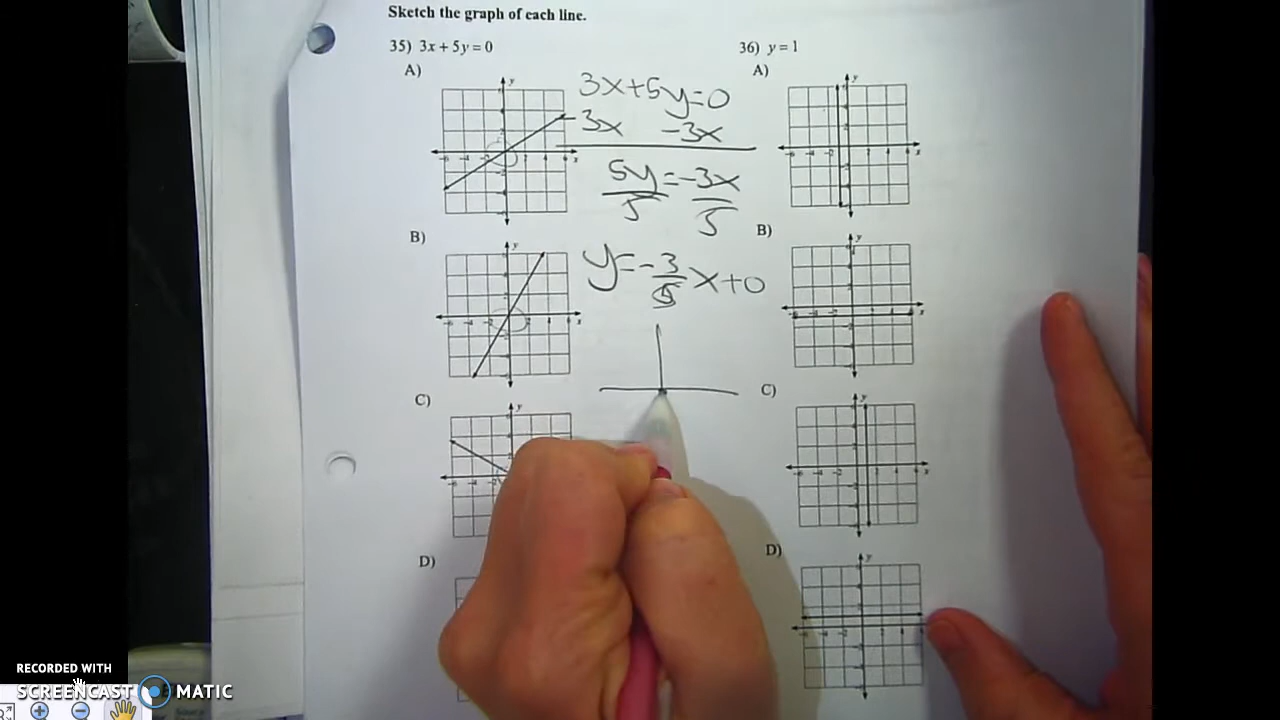 Sketch the graph of each line.
35) 3x + 5y = 0
A)
3x+5y=0
3x -3x
5y=-3x
5 5
B)
y=-3/5x+0
C)
D)
36) y = 1
A)
B)
C)
D)
RECORDED WITH
SCREENCAST MATIC